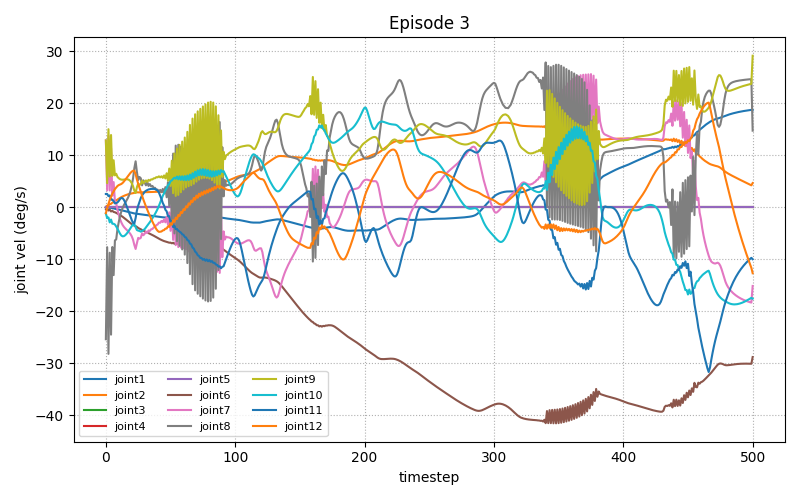 Episode 3
joint vel (deg/s)
30
20
10
0
−10
−20
−30
−40
joint1 joint5 joint9
joint2 joint6 joint10
joint3 joint7 joint11
joint4 joint8 joint12
0 100 200 300 400 500
timestep